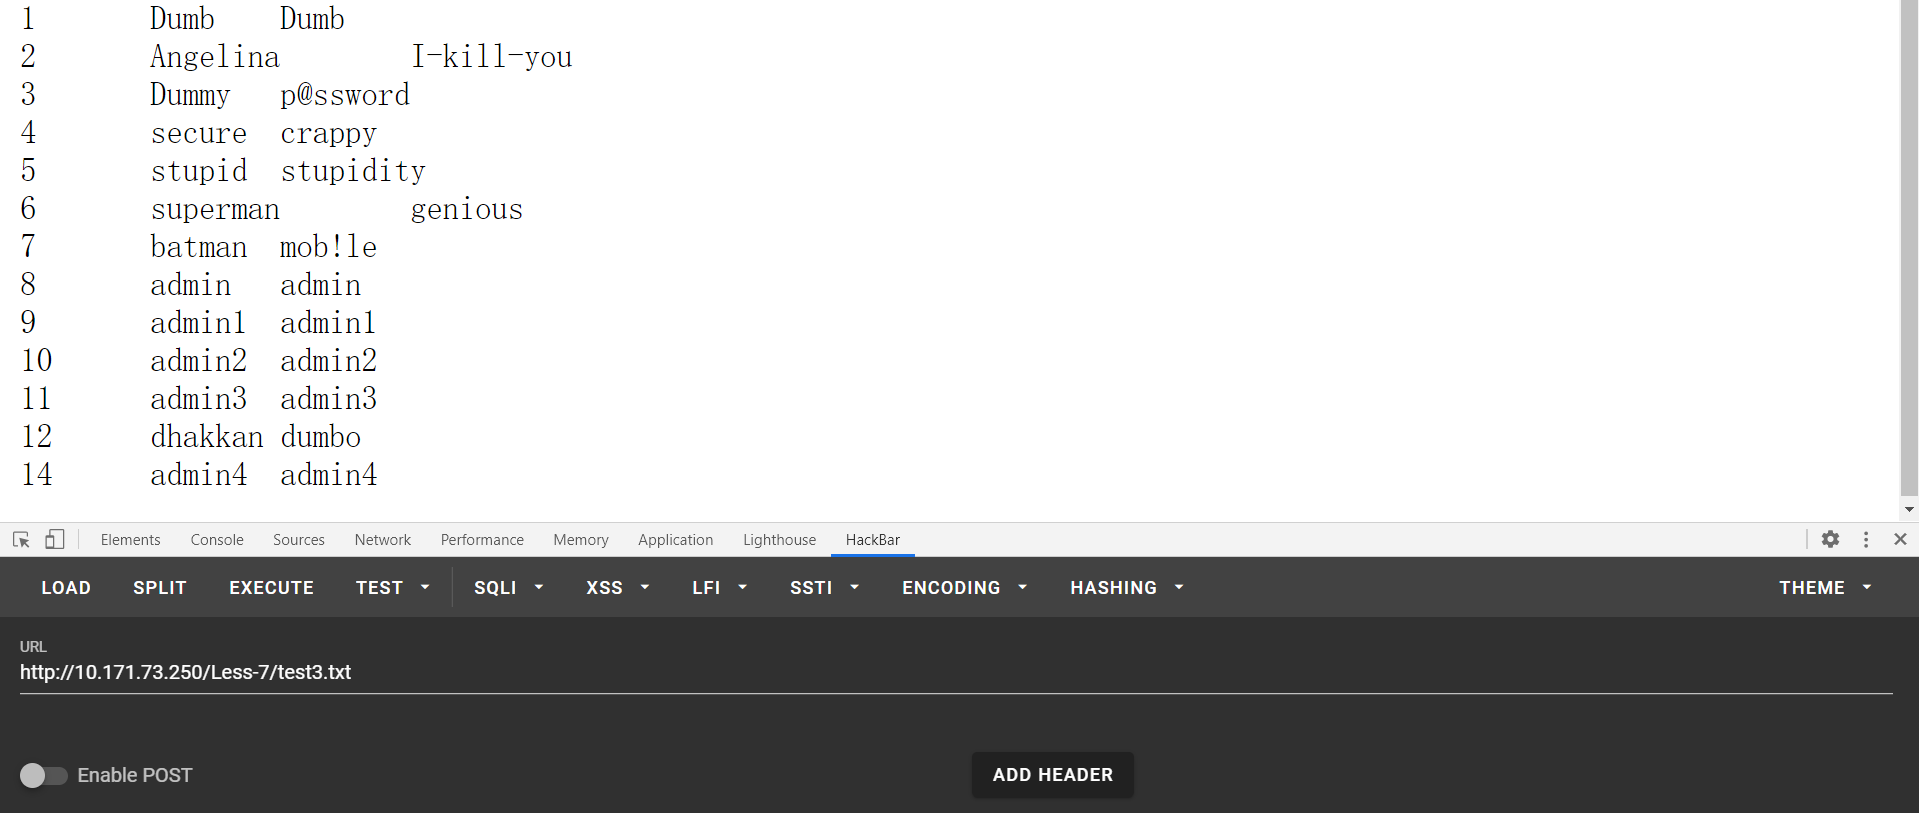 1 Dumb Dumb
2 Angelina I-kill-you
3 Dummy p@ssword
4 secure crappy
5 stupid stupidity
6 superman genious
7 batman mob!le
8 admin admin
9 admin1 admin1
10 admin2 admin2
11 admin3 admin3
12 dhakkan dumbo
14 admin4 admin4
Elements Console Sources Network Performance Memory Application Lighthouse HackBar
LOAD SPLIT EXECUTE TEST SQLI XSS LFI SSTI ENCODING HASHING THEME
URL
http://10.171.73.250/Less-7/test3.txt
Enable POST ADD HEADER